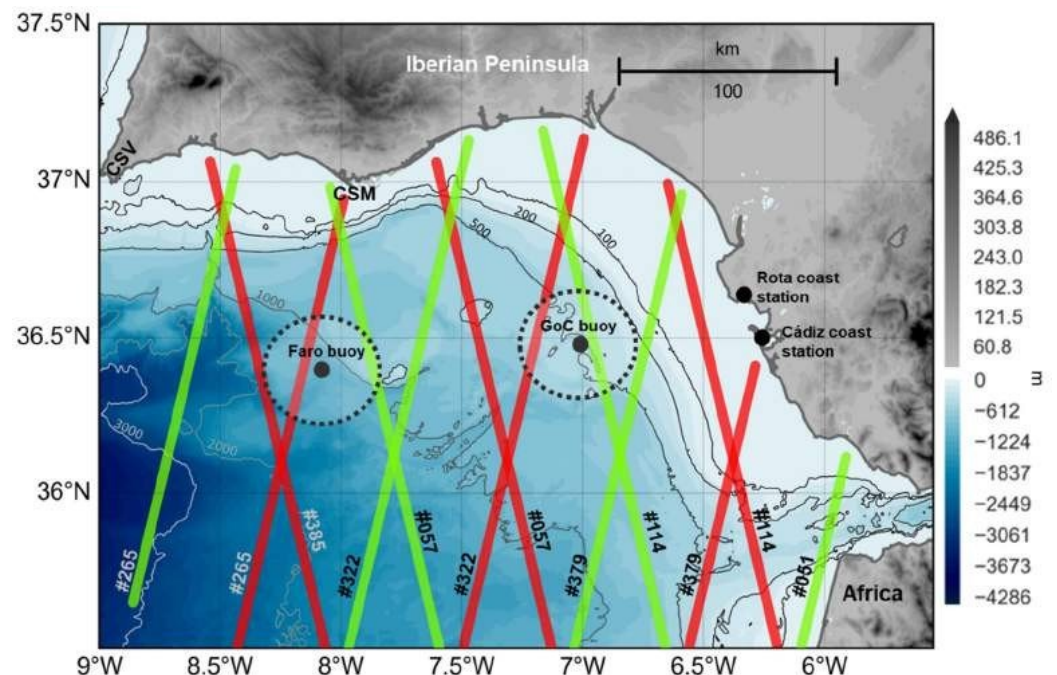 37.5°N
37°N
36.5°N
36°N
9°W
8.5°W
8°W
7.5°W
7°W
6.5°W
6°W
Iberian Peninsula
km
100
CSV
CSM
200
100
500
1000
2000
3000
Rota coast
station
Cádiz coast
station
GoC buoy
Faro buoy
#265
#265
#385
#322
#057
#322
#057
#379
#114
#379
#114
#051
Africa
486.1
425.3
364.6
303.8
243.0
182.3
121.5
60.8
0
−612
−1224
−1837
−2449
−3061
−3673
−4286
m